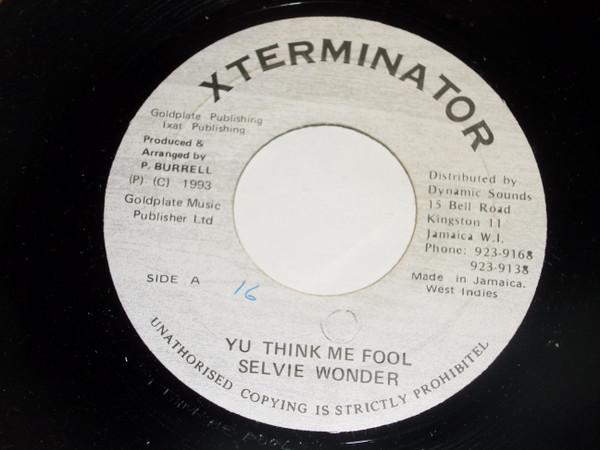 XTERMINATOR
Goldplate Publishing
Ixat Publishing
Produced &
Arranged by
P. BURRELL
(P) (C) 1993
Goldplate Music
Publisher Ltd
Distributed by
Dynamic Sounds
15 Bell Road
Kingston 11
Jamaica W.I.
Phone: 923-9168
923-9138
Made in Jamaica.
West Indies
SIDE A
16
YU THINK ME FOOL
SELVIE WONDER
UNATHORISED COPYING IS STRICTLY PROHIBITEL